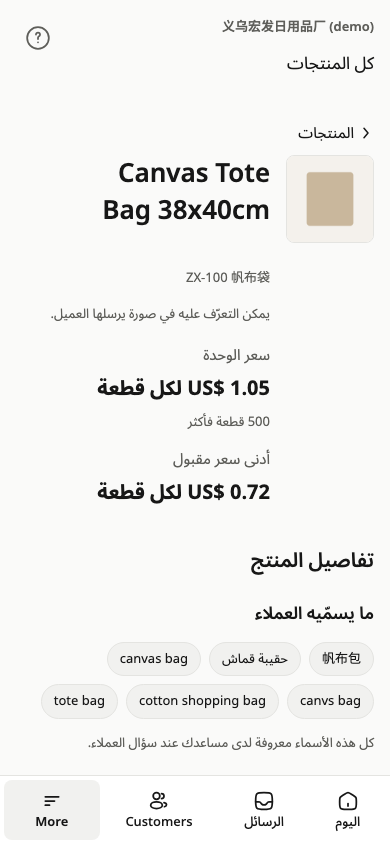 义乌宏发日用品厂 (demo)
كل المنتجات
المنتجات
Canvas Tote
Bag 38x40cm
ZX-100 帆布袋
يمكن التعرّف عليه في صورة يرسلها العميل.
سعر الوحدة
US$ 1.05 لكل قطعة
500 قطعة فأكثر
أدنى سعر مقبول
US$ 0.72 لكل قطعة
تفاصيل المنتج
ما يسمّيه العملاء
帆布包 حقيبة قماش canvas bag
canvs bag cotton shopping bag tote bag
كل هذه الأسماء معروفة لدى مساعدك عند سؤال العملاء.
اليوم الرسائل Customers More